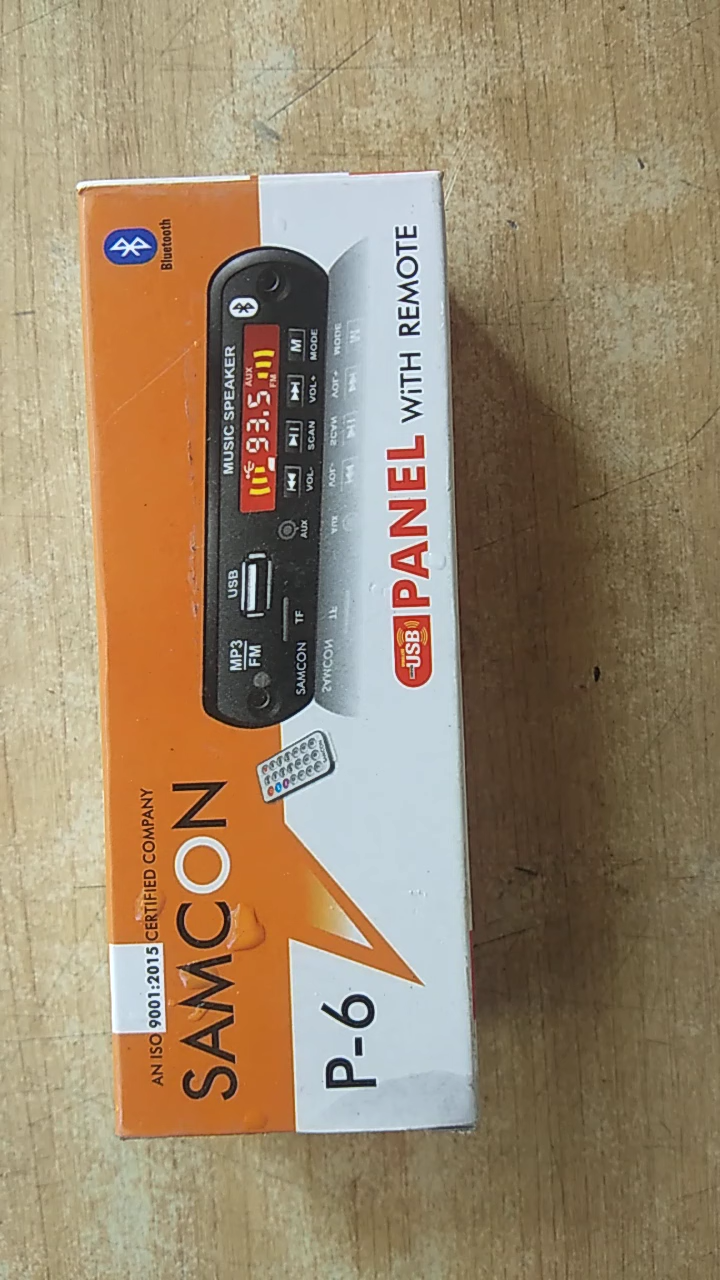 AN ISO 9001:2015 CERTIFIED COMPANY
SAMCON
P-6
Bluetooth
MUSIC SPEAKER
MP3
FM
USB
93.5
AUX
FM
SAMCON
TF
AUX
VOL-
SCAN
VOL+
M
MODE
USB PANEL WiTH REMOTE